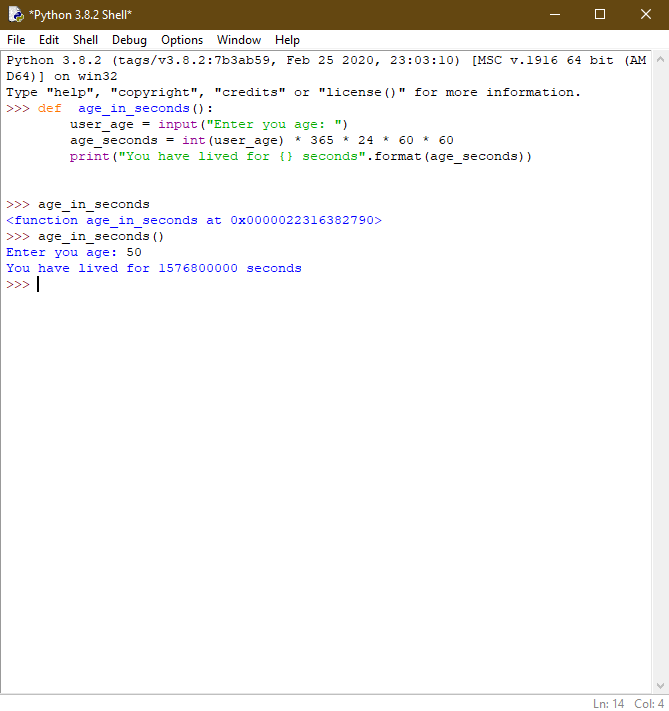 *Python 3.8.2 Shell*
File Edit Shell Debug Options Window Help
Python 3.8.2 (tags/v3.8.2:7b3ab59, Feb 25 2020, 23:03:10) [MSC v.1916 64 bit (AM
D64)] on win32
Type "help", "copyright", "credits" or "license()" for more information.
>>> def  age_in_seconds():
        user_age = input("Enter you age: ")
        age_seconds = int(user_age) * 365 * 24 * 60 * 60
        print("You have lived for {} seconds".format(age_seconds))
>>> age_in_seconds
<function age_in_seconds at 0x0000022316382790>
>>> age_in_seconds()
Enter you age: 50
You have lived for 1576800000 seconds
>>>
Ln: 14 Col: 4